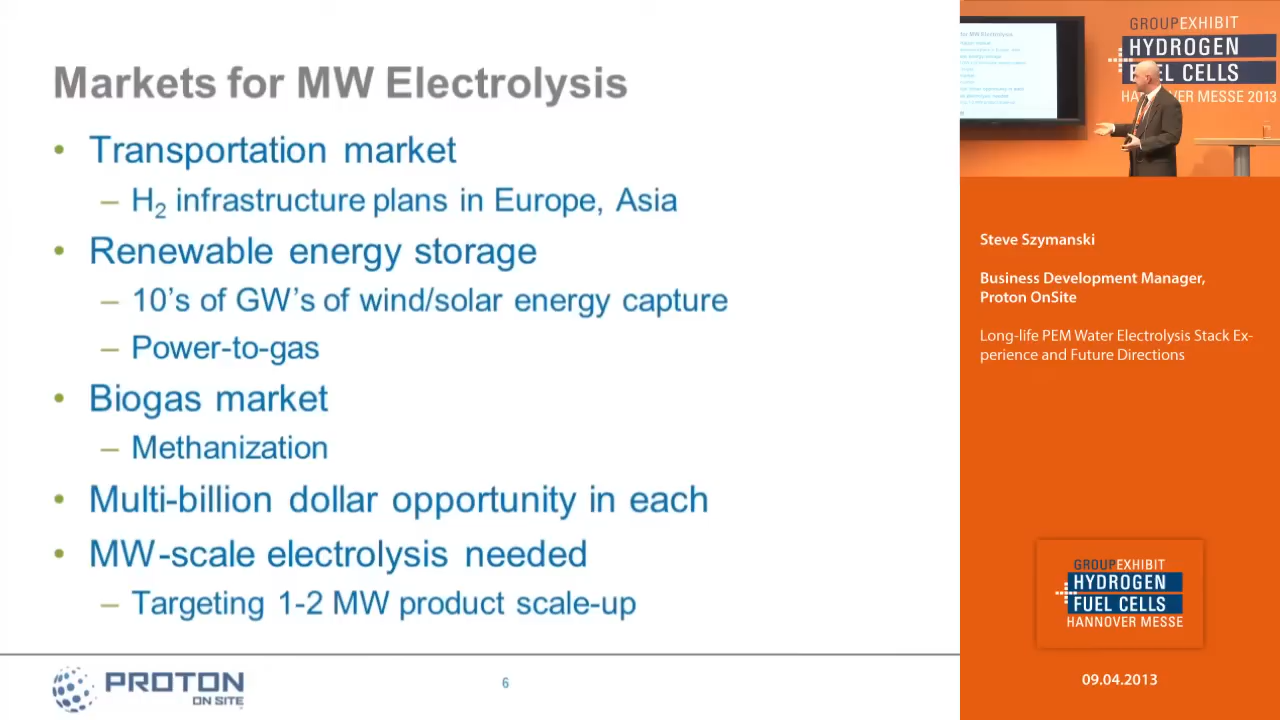 Markets for MW Electrolysis
• Transportation market
– H₂ infrastructure plans in Europe, Asia
• Renewable energy storage
– 10's of GW's of wind/solar energy capture
– Power-to-gas
• Biogas market
– Methanization
• Multi-billion dollar opportunity in each
• MW-scale electrolysis needed
– Targeting 1-2 MW product scale-up
PROTON
ON SITE
6
GROUPEXHIBIT
HYDROGEN
FUEL CELLS
HANNOVER MESSE 2013
for MW Electrolysis
Steve Szymanski
Business Development Manager,
Proton OnSite
Long-life PEM Water Electrolysis Stack Ex-
perience and Future Directions
GROUPEXHIBIT
HYDROGEN
FUEL CELLS
HANNOVER MESSE
09.04.2013